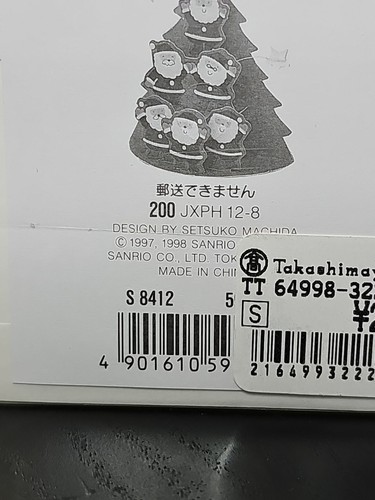 郵送できません
200 JXPH 12-8
DESIGN BY SETSUKO MACHIDA
© 1997, 1998 SANRIO
SANRIO CO., LTD. TOK
MADE IN CHI
S 8412
4 901610 59
髙 Takashimay
TT 64998-32
S
2164993222